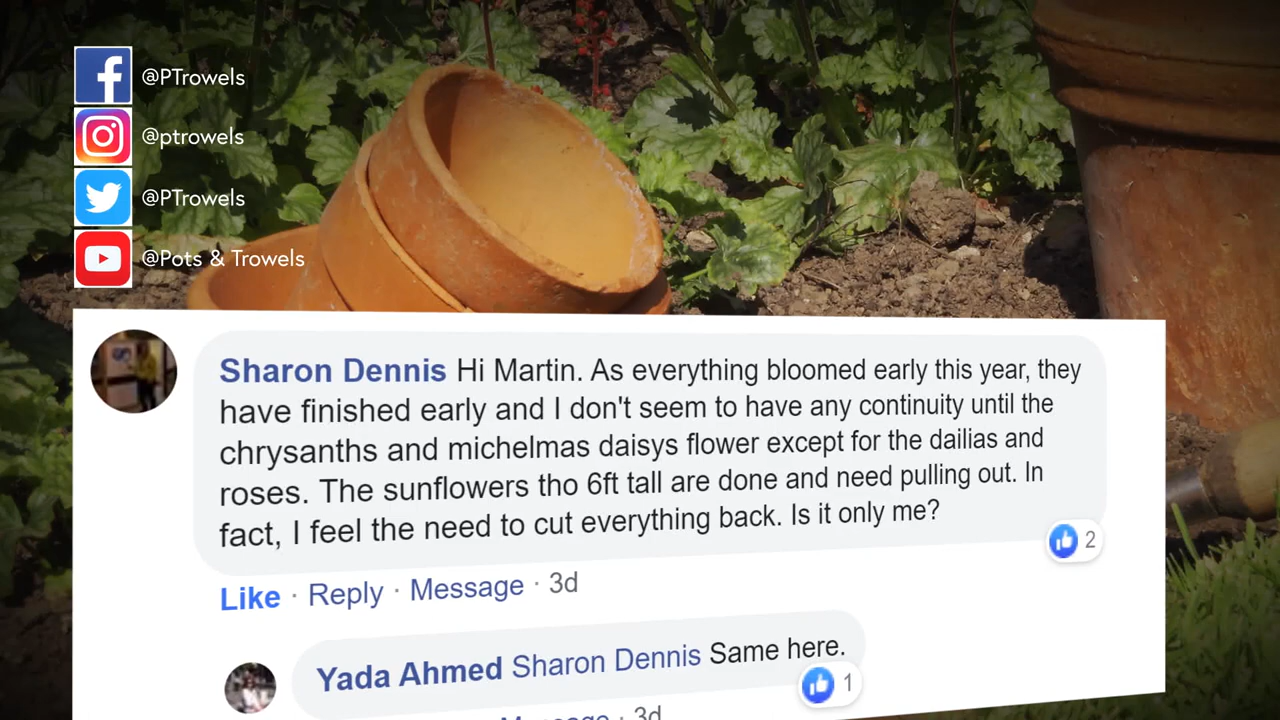 @PTrowels
@ptrowels
@PTrowels
@Pots & Trowels
Sharon Dennis Hi Martin. As everything bloomed early this year, they
have finished early and I don't seem to have any continuity until the
chrysanths and michelmas daisys flower except for the dailias and
roses. The sunflowers tho 6ft tall are done and need pulling out. In
fact, I feel the need to cut everything back. Is it only me?
2
Like · Reply · Message · 3d
Yada Ahmed Sharon Dennis Same here.
1
Message · 3d